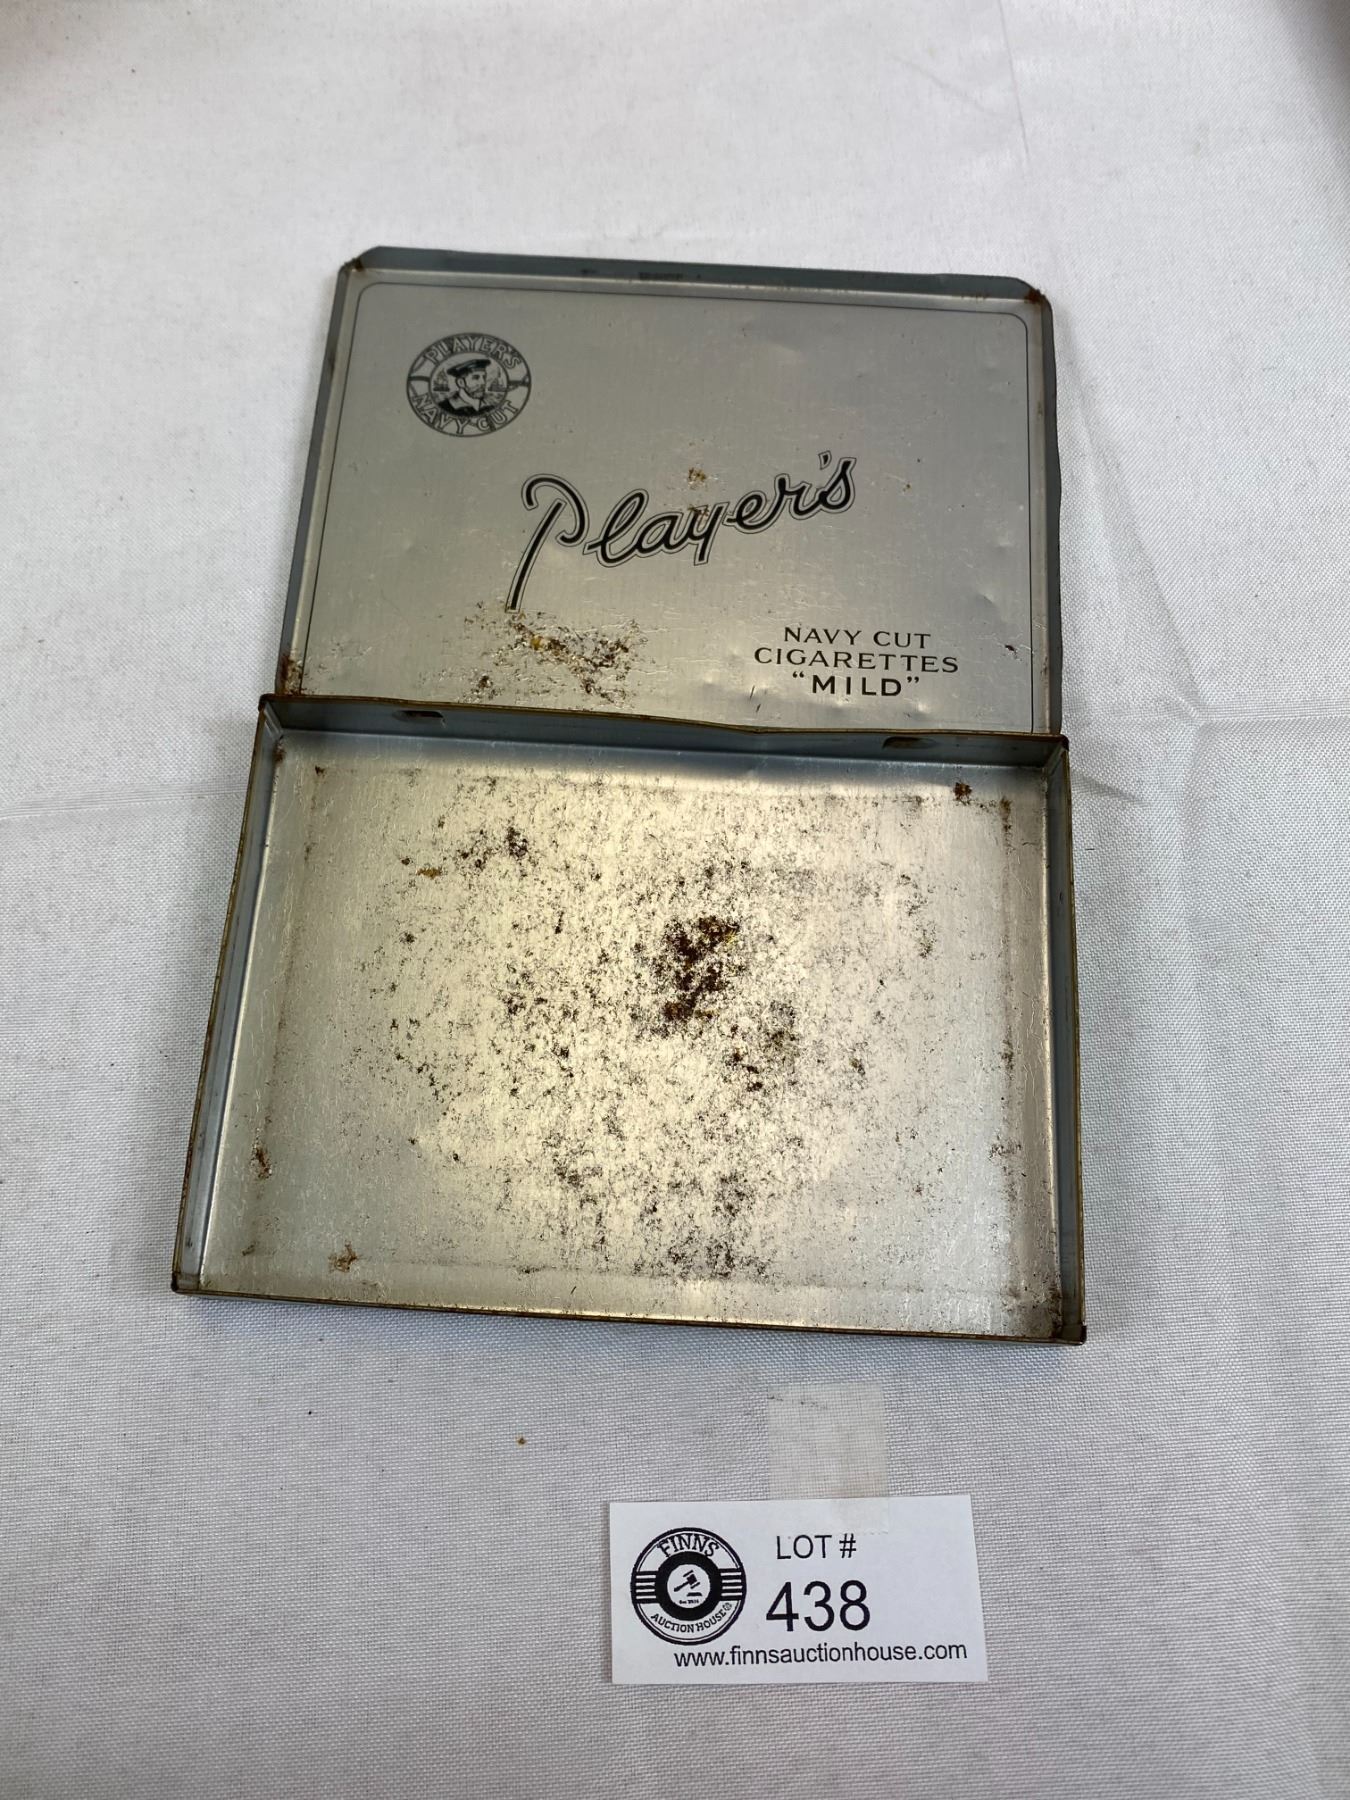 PLAYER'S
NAVY CUT
Player's
NAVY CUT
CIGARETTES
"MILD"
FINNS
AUCTION HOUSE
LOT #
438
www.finnsauctionhouse.com